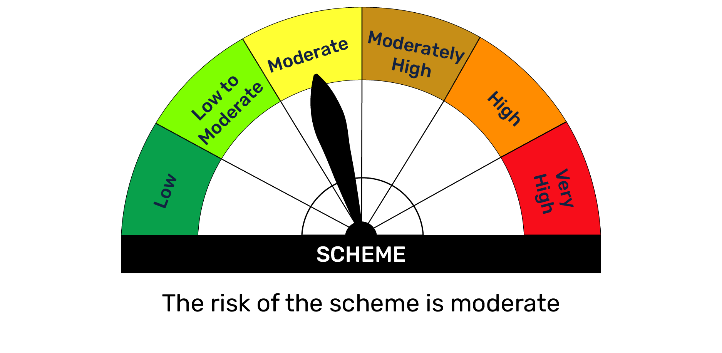 Low
Low to
Moderate
Moderate
Moderately
High
High
Very
High
SCHEME
The risk of the scheme is moderate